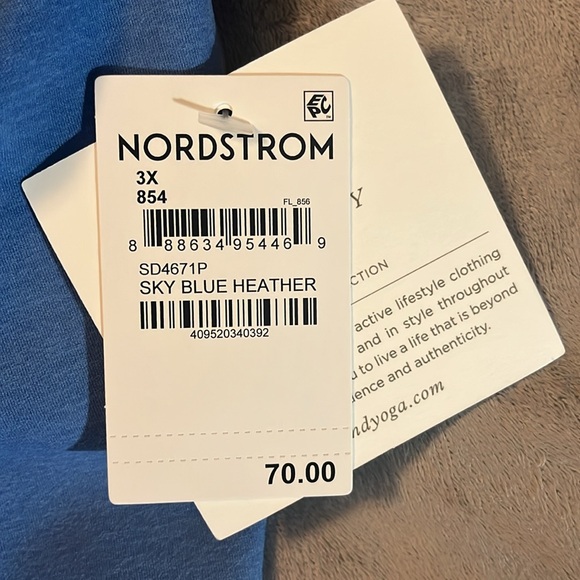 EPC
NORDSTROM
3X
854
FL_856
8 88634 95446 9
SD4671P
SKY BLUE HEATHER
409520340392
70.00
Y
CTION
active lifestyle clothing
and in style throughout
to live a life that is beyond
ence and authenticity.
ndyoga.com